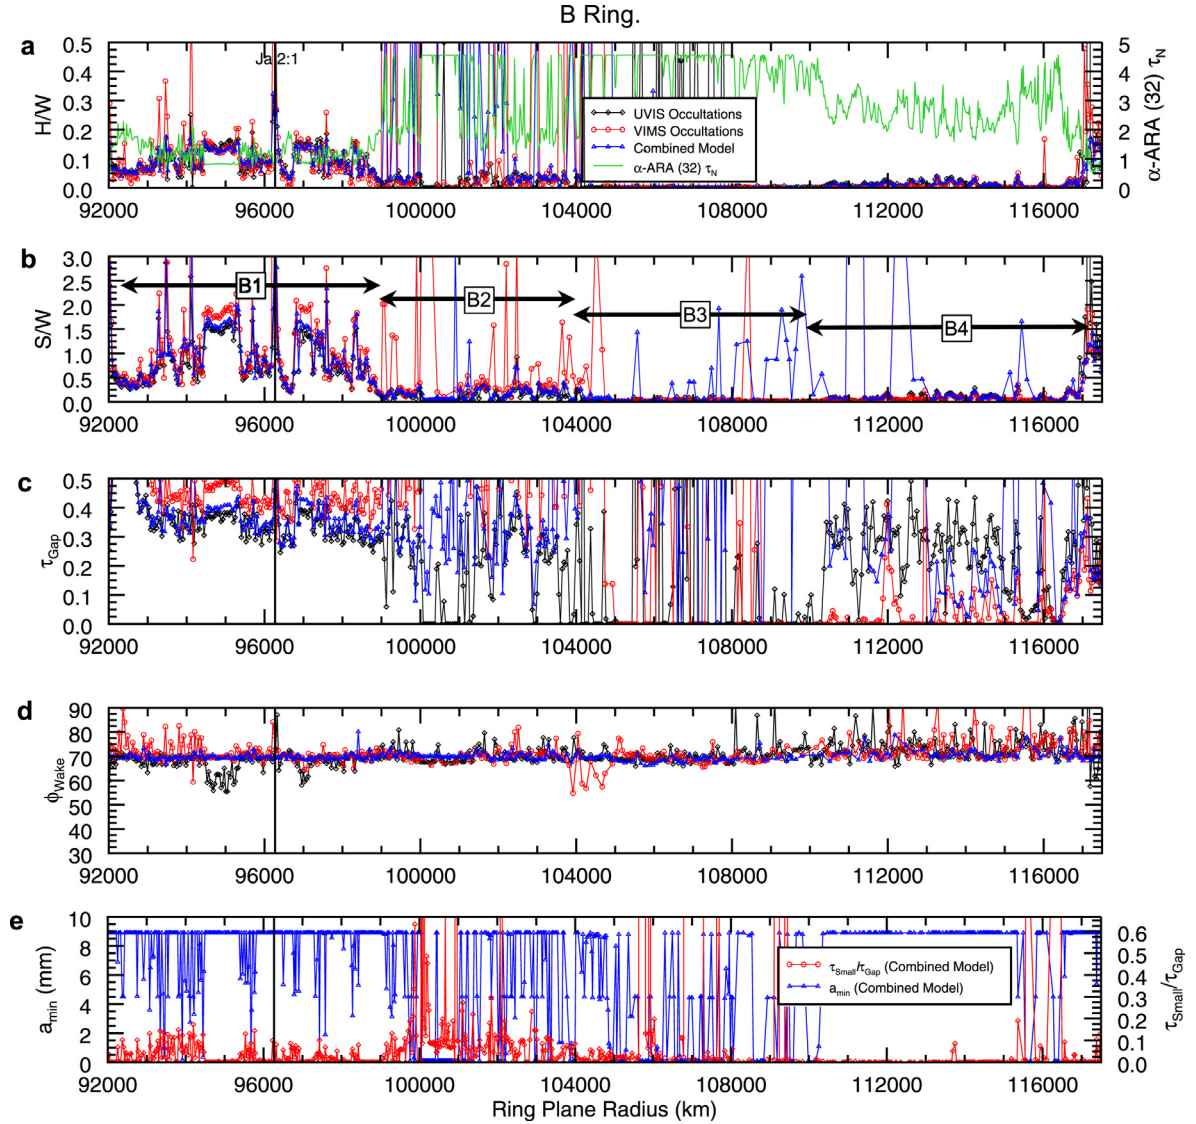 B Ring.
a
0.5
0.4
0.3
0.2
0.1
0.0
H/W
Ja 2:1
5
4
3
2
1
0
α-ARA (32) τN
UVIS Occultations
VIMS Occultations
Combined Model
α-ARA (32) τN
92000 96000 100000 104000 108000 112000 116000
b
3.0
2.5
2.0
1.5
1.0
0.5
0.0
S/W
B1
B2
B3
B4
92000 96000 100000 104000 108000 112000 116000
c
0.5
0.4
0.3
0.2
0.1
0.0
τGap
92000 96000 100000 104000 108000 112000 116000
d
90
80
70
60
50
40
30
ϕWake
92000 96000 100000 104000 108000 112000 116000
e
10
8
6
4
2
0
amin (mm)
τSmall/τGap (Combined Model)
amin (Combined Model)
0.6
0.5
0.4
0.3
0.2
0.1
0.0
τSmall/τGap
92000 96000 100000 104000 108000 112000 116000
Ring Plane Radius (km)